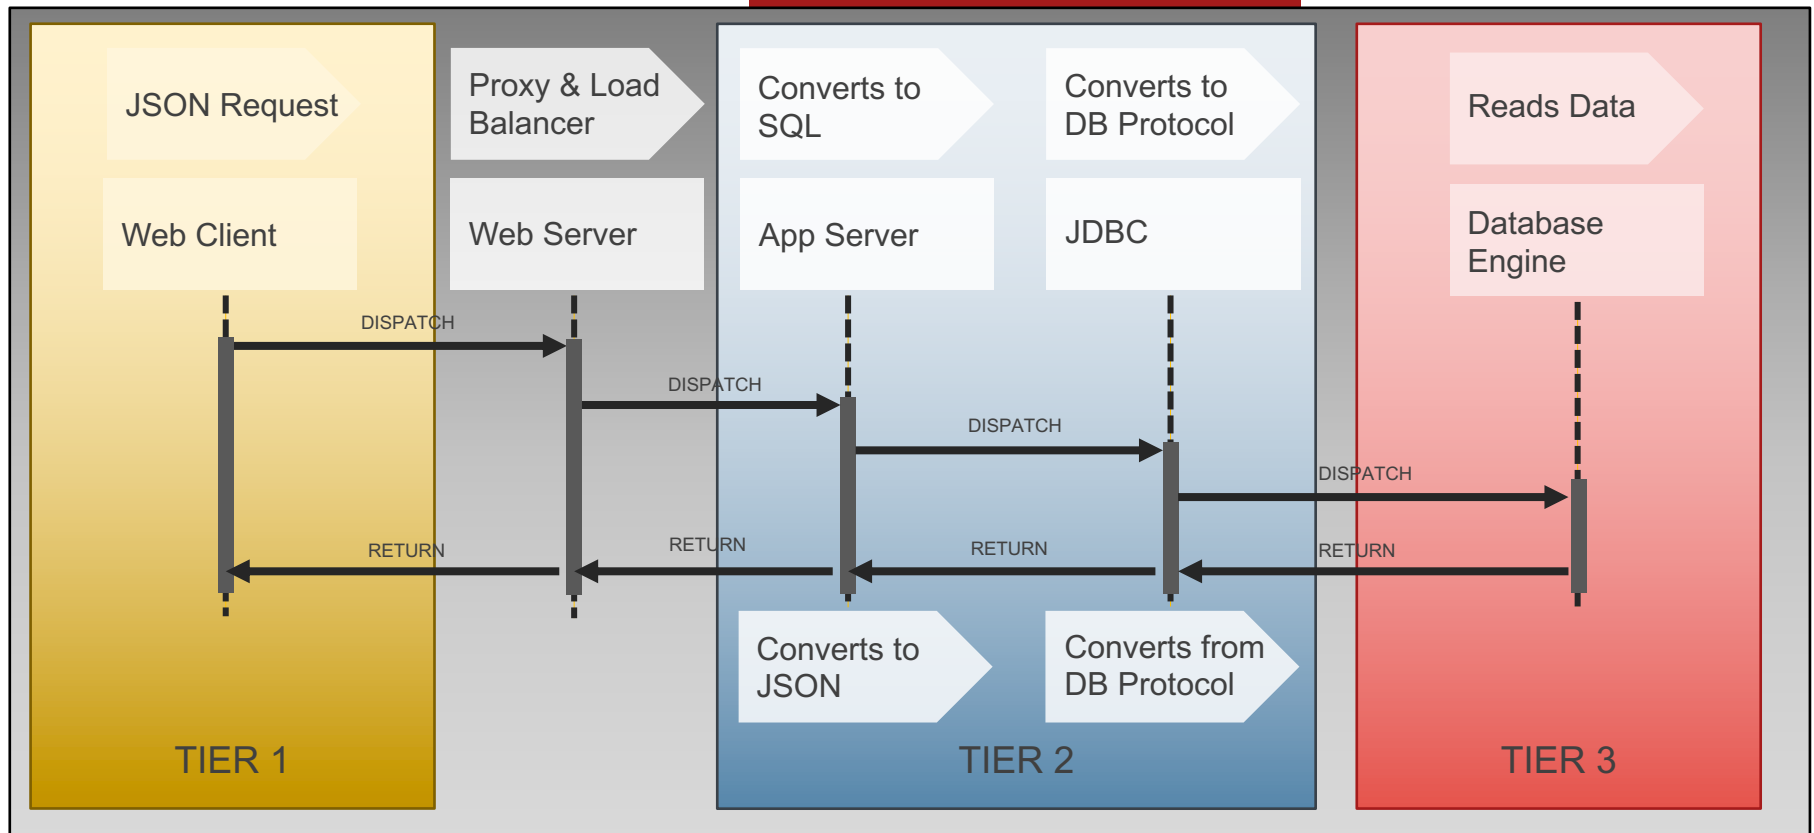 JSON Request
Proxy & Load
Balancer
Converts to
SQL
Converts to
DB Protocol
Reads Data
Web Client
Web Server
App Server
JDBC
Database
Engine
DISPATCH
DISPATCH
DISPATCH
DISPATCH
RETURN
RETURN
RETURN
RETURN
Converts to
JSON
Converts from
DB Protocol
TIER 1
TIER 2
TIER 3